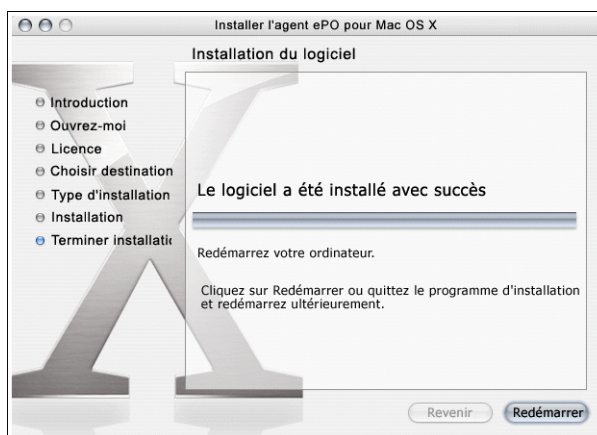 Installer l'agent ePO pour Mac OS X
Installation du logiciel
Introduction
Ouvrez-moi
Licence
Choisir destination
Type d'installation
Installation
Terminer installatic
Le logiciel a été installé avec succès
Redémarrez votre ordinateur.
Cliquez sur Redémarrer ou quittez le programme d'installation
et redémarrez ultérieurement.
Revenir
Redémarrer